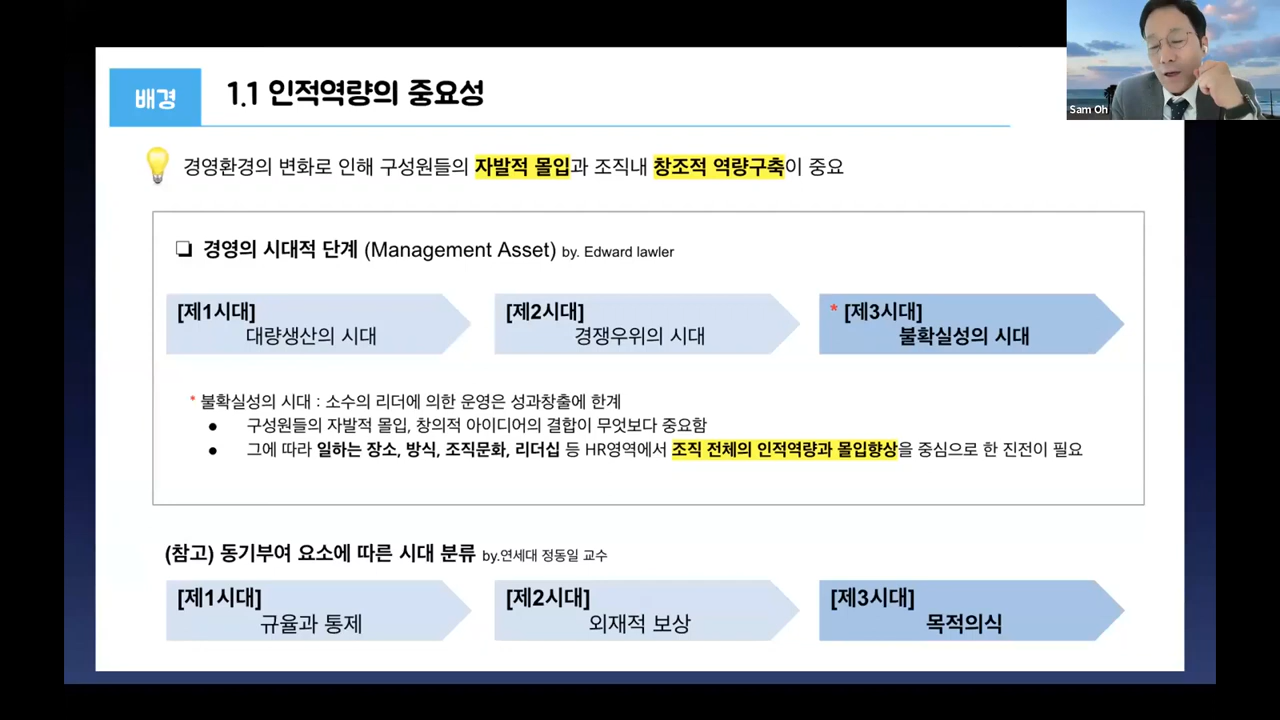 배경
1.1 인적역량의 중요성
경영환경의 변화로 인해 구성원들의 자발적 몰입과 조직내 창조적 역량구축이 중요
Sam Oh
❏ 경영의 시대적 단계 (Management Asset) by. Edward lawler
[제1시대]
대량생산의 시대
[제2시대]
경쟁우위의 시대
* [제3시대]
불확실성의 시대
* 불확실성의 시대 : 소수의 리더에 의한 운영은 성과창출에 한계
● 구성원들의 자발적 몰입, 창의적 아이디어의 결합이 무엇보다 중요함
● 그에 따라 일하는 장소, 방식, 조직문화, 리더십 등 HR영역에서 조직 전체의 인적역량과 몰입향상을 중심으로 한 진전이 필요
(참고) 동기부여 요소에 따른 시대 분류 by.연세대 정동일 교수
[제1시대]
규율과 통제
[제2시대]
외재적 보상
[제3시대]
목적의식